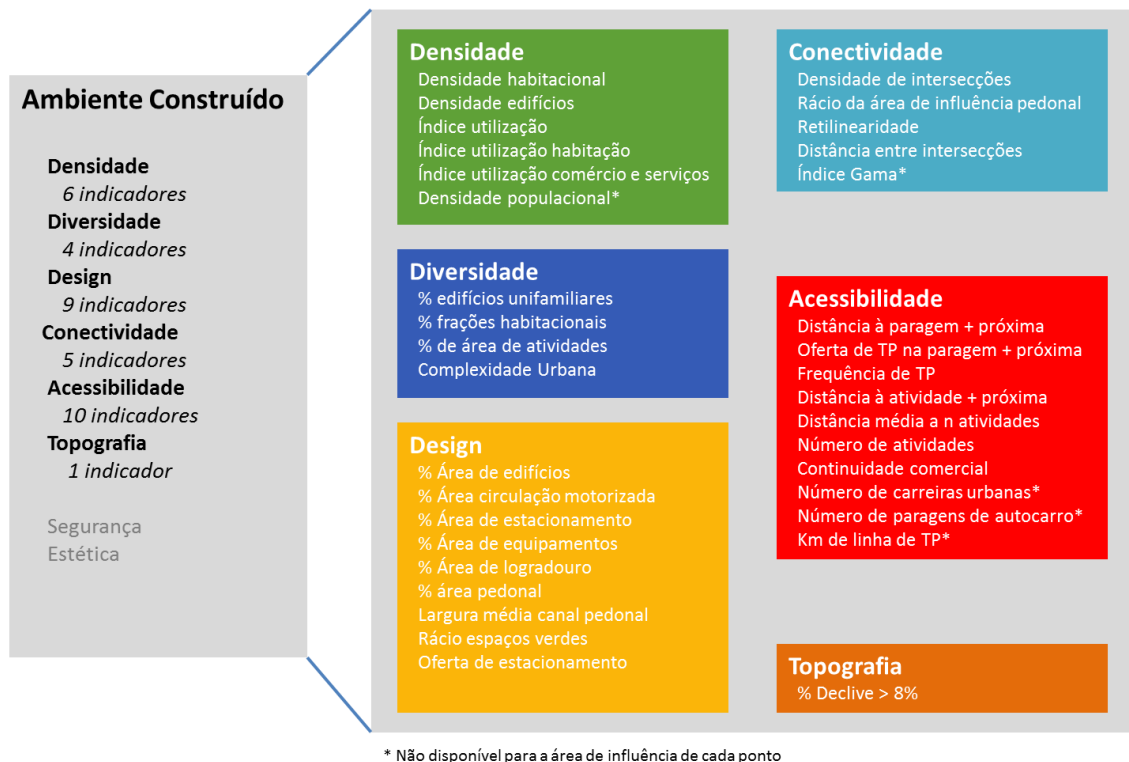 Ambiente Construído
Densidade
6 indicadores
Diversidade
4 indicadores
Design
9 indicadores
Conectividade
5 indicadores
Acessibilidade
10 indicadores
Topografia
1 indicador
Segurança
Estética
Densidade
Densidade habitacional
Densidade edifícios
Índice utilização
Índice utilização habitação
Índice utilização comércio e serviços
Densidade populacional*
Diversidade
% edifícios unifamiliares
% frações habitacionais
% de área de atividades
Complexidade Urbana
Design
% Área de edifícios
% Área circulação motorizada
% Área de estacionamento
% Área de equipamentos
% Área de logradouro
% área pedonal
Largura média canal pedonal
Rácio espaços verdes
Oferta de estacionamento
Conectividade
Densidade de intersecções
Rácio da área de influência pedonal
Retilinearidade
Distância entre intersecções
Índice Gama*
Acessibilidade
Distância à paragem + próxima
Oferta de TP na paragem + próxima
Frequência de TP
Distância à atividade + próxima
Distância média a n atividades
Número de atividades
Continuidade comercial
Número de carreiras urbanas*
Número de paragens de autocarro*
Km de linha de TP*
Topografia
% Declive > 8%
* Não disponível para a área de influência de cada ponto